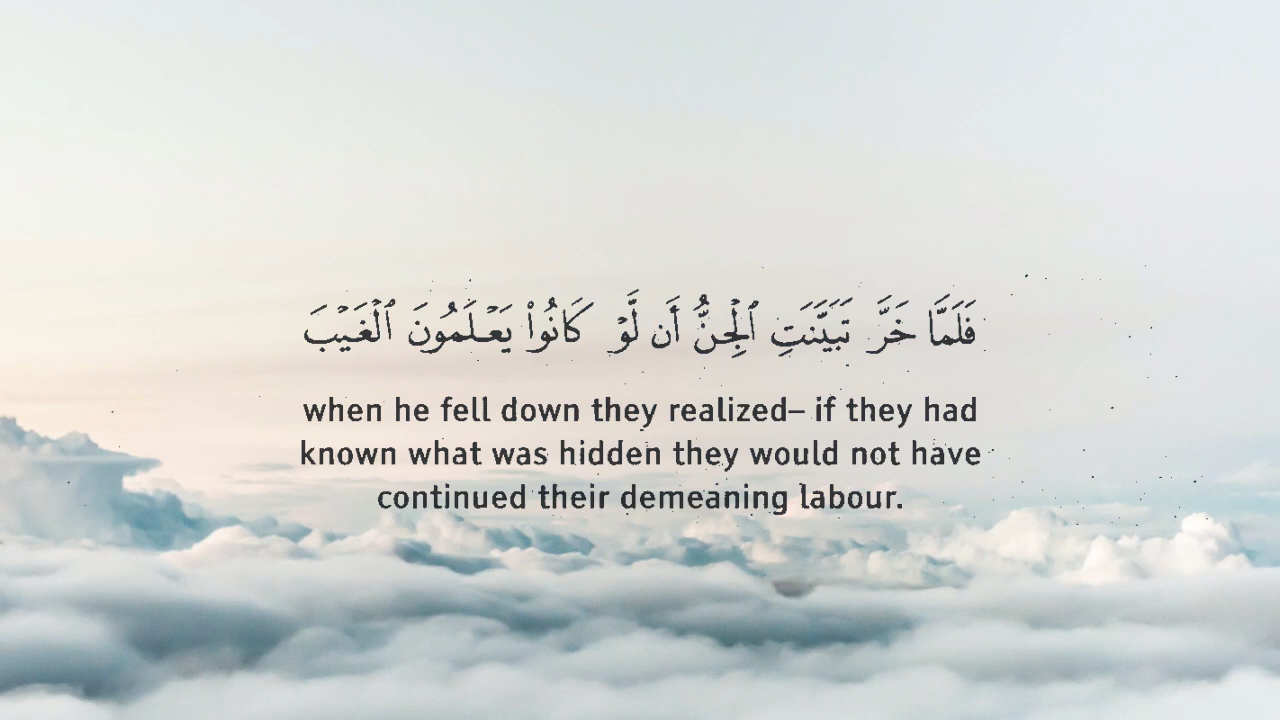 فَلَمَّا خَرَّ تَبَيَّنَتِ ٱلْجِنُّ أَن لَّوْ كَانُوا۟ يَعْلَمُونَ ٱلْغَيْبَ
when he fell down they realized– if they had
known what was hidden they would not have
continued their demeaning labour.